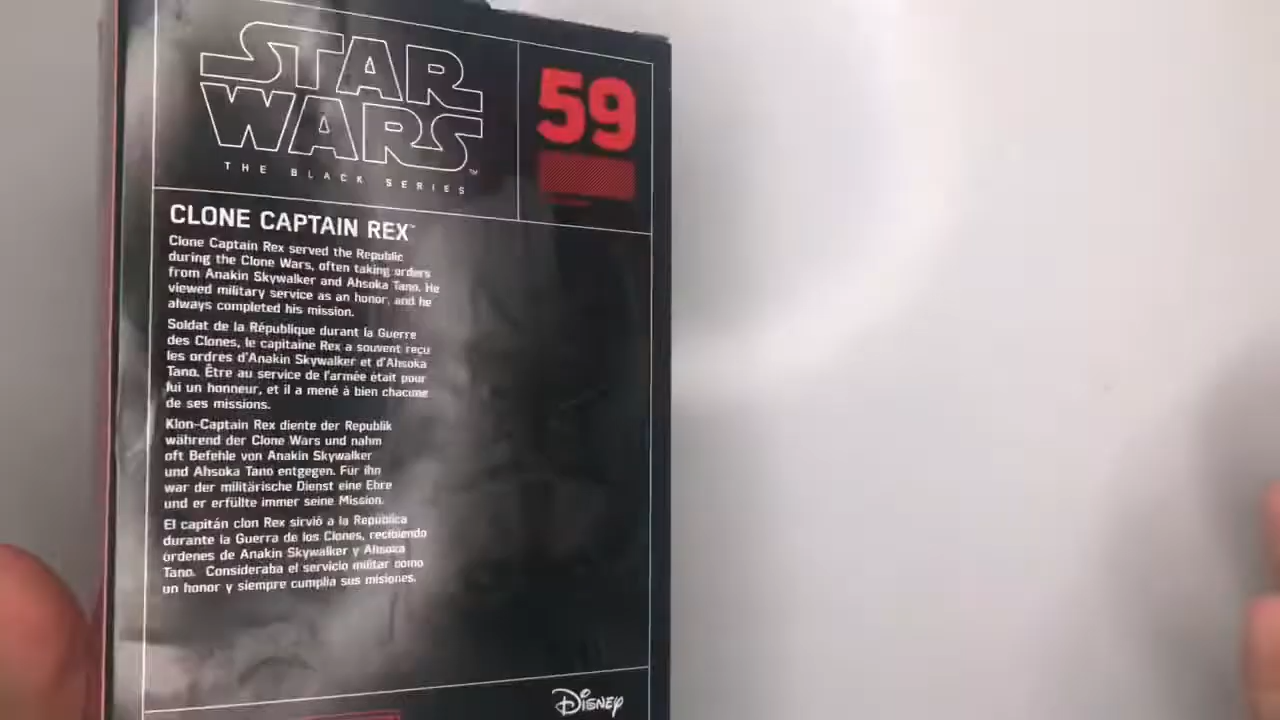 STAR
WARS™
THE BLACK SERIES
59
CLONE CAPTAIN REX™
Clone Captain Rex served the Republic
during the Clone Wars, often taking orders
from Anakin Skywalker and Ahsoka Tano. He
viewed military service as an honor, and he
always completed his mission.
Soldat de la République durant la Guerre
des Clones, le capitaine Rex a souvent reçu
les ordres d'Anakin Skywalker et d'Ahsoka
Tano. Être au service de l'armée était pour
lui un honneur, et il a mené à bien chacune
de ses missions.
Klon-Captain Rex diente der Republik
während der Clone Wars und nahm
oft Befehle von Anakin Skywalker
und Ahsoka Tano entgegen. Für ihn
war der militärische Dienst eine Ehre
und er erfüllte immer seine Mission.
El capitán clon Rex sirvió a la República
durante la Guerra de los Clones, recibiendo
órdenes de Anakin Skywalker y Ahsoka
Tano. Consideraba el servicio militar como
un honor y siempre cumplía sus misiones.
Disney